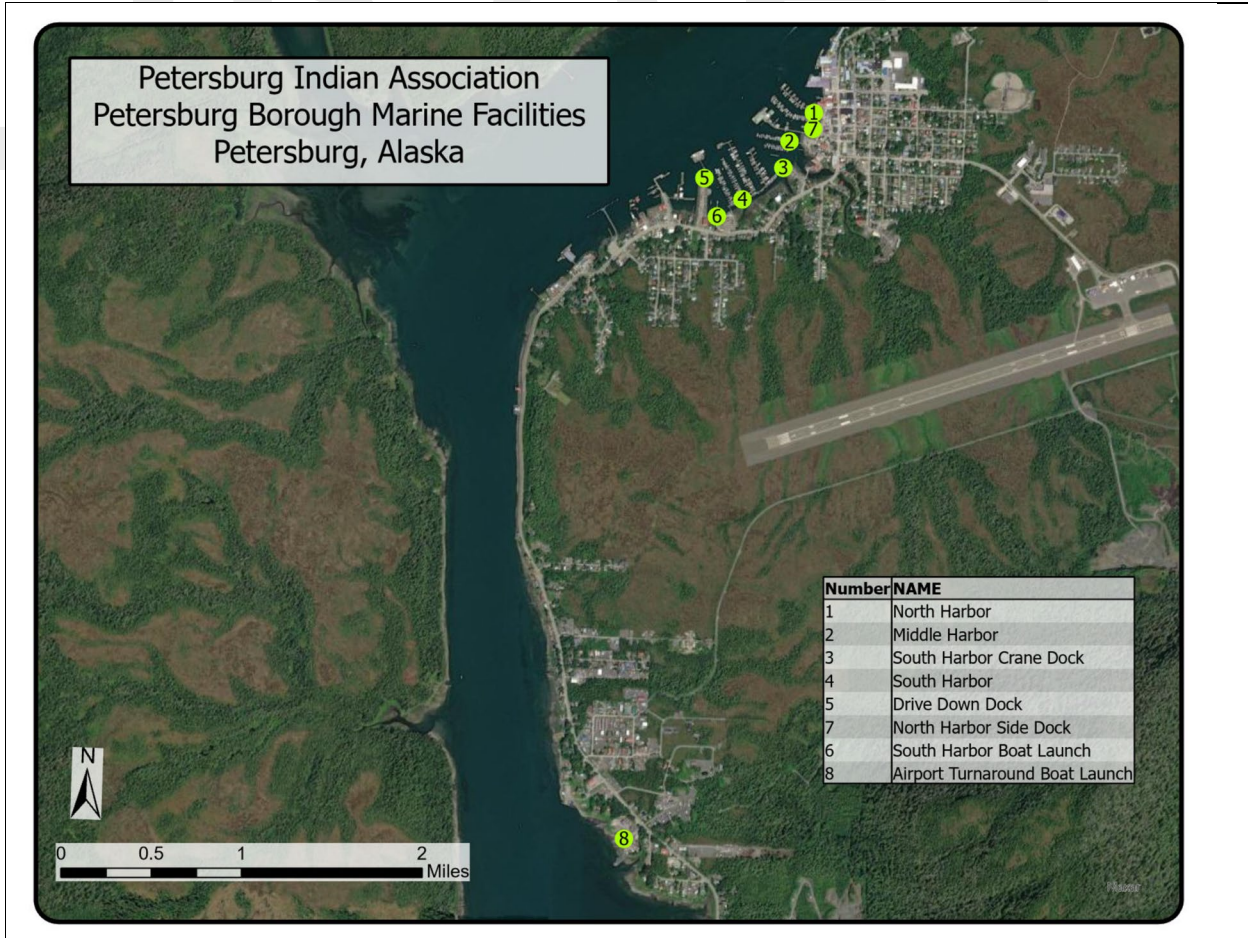 Petersburg Indian Association
Petersburg Borough Marine Facilities
Petersburg, Alaska
1
7
2
3
5
4
6
Number NAME
1 North Harbor
2 Middle Harbor
3 South Harbor Crane Dock
4 South Harbor
5 Drive Down Dock
7 North Harbor Side Dock
6 South Harbor Boat Launch
8 Airport Turnaround Boat Launch
N
8
0 0.5 1 2
Miles
Maxar